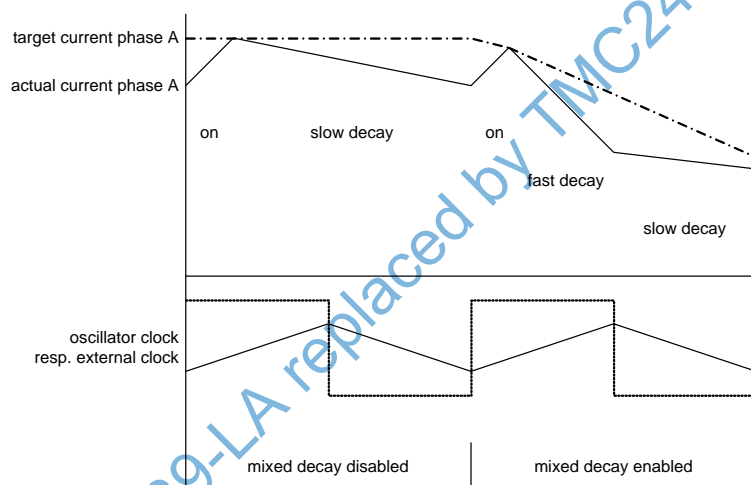 target current phase A
actual current phase A
on
slow decay
on
fast decay
slow decay
oscillator clock
resp. external clock
mixed decay disabled
mixed decay enabled
39-LA replaced by TMC24